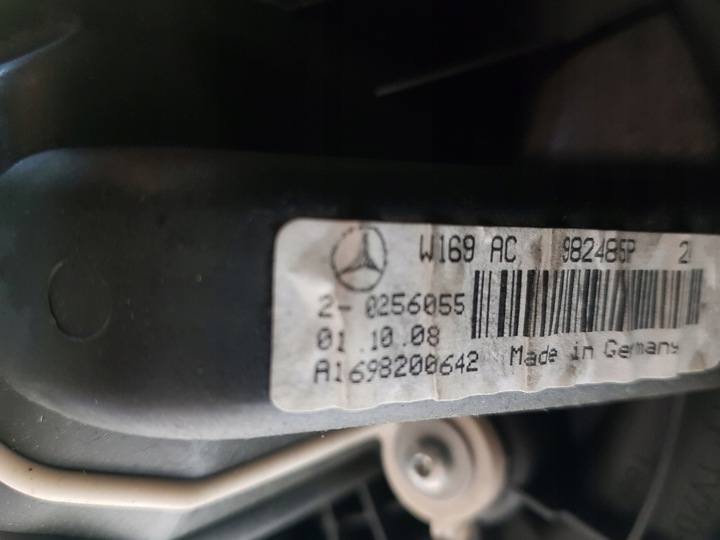 W169 AC 982485P 2
2- 0256055
01.10.08
A1698200642 Made in Germany